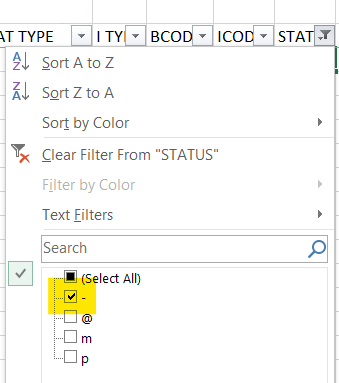 AT TYPE I TY BCOD ICOD STAT
Sort A to Z
Sort Z to A
Sort by Color
Clear Filter From "STATUS"
Filter by Color
Text Filters
Search
(Select All)
-
@
m
p